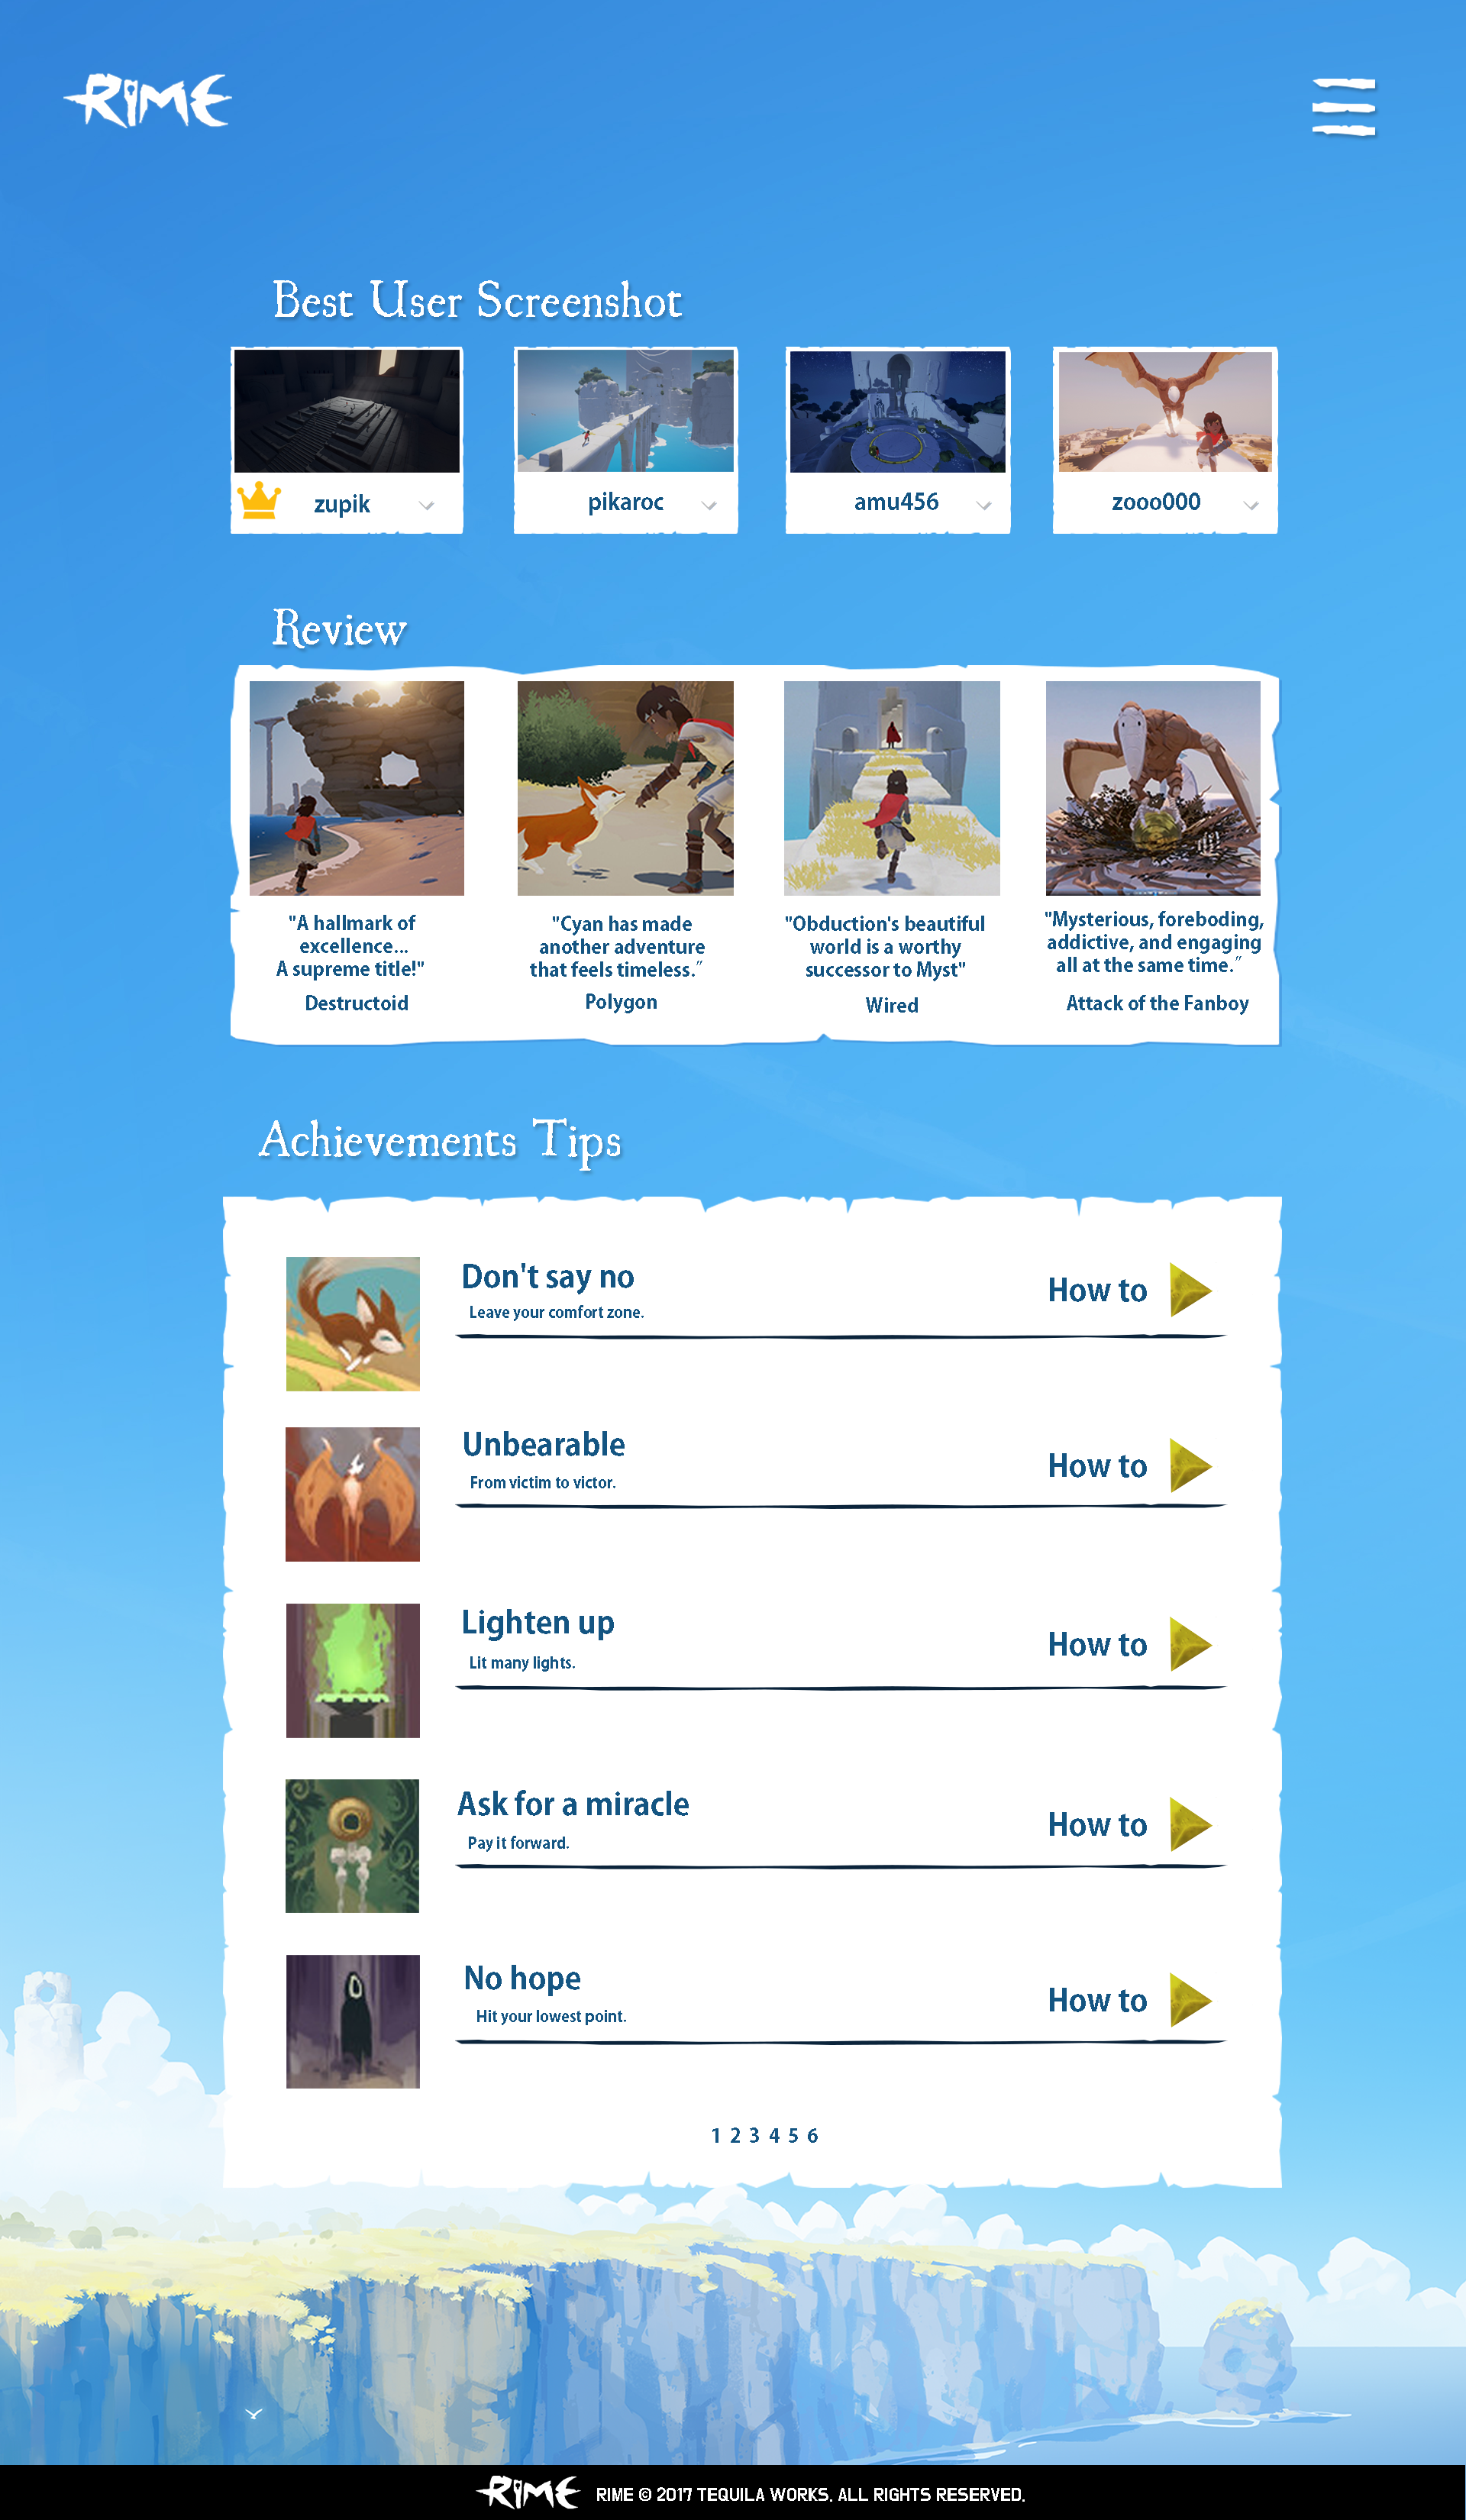 RIME
Best User Screenshot
zupik
pikaroc
amu456
zooo000
Review
"A hallmark of
excellence...
A supreme title!"
Destructoid
"Cyan has made
another adventure
that feels timeless.”
Polygon
"Obduction's beautiful
world is a worthy
successor to Myst"
Wired
"Mysterious, foreboding,
addictive, and engaging
all at the same time.”
Attack of the Fanboy
Achievements Tips
Don't say no
Leave your comfort zone.
How to
Unbearable
From victim to victor.
How to
Lighten up
Lit many lights.
How to
Ask for a miracle
Pay it forward.
How to
No hope
Hit your lowest point.
How to
1 2 3 4 5 6
RIME RIME © 2017 TEQUILA WORKS. ALL RIGHTS RESERVED.